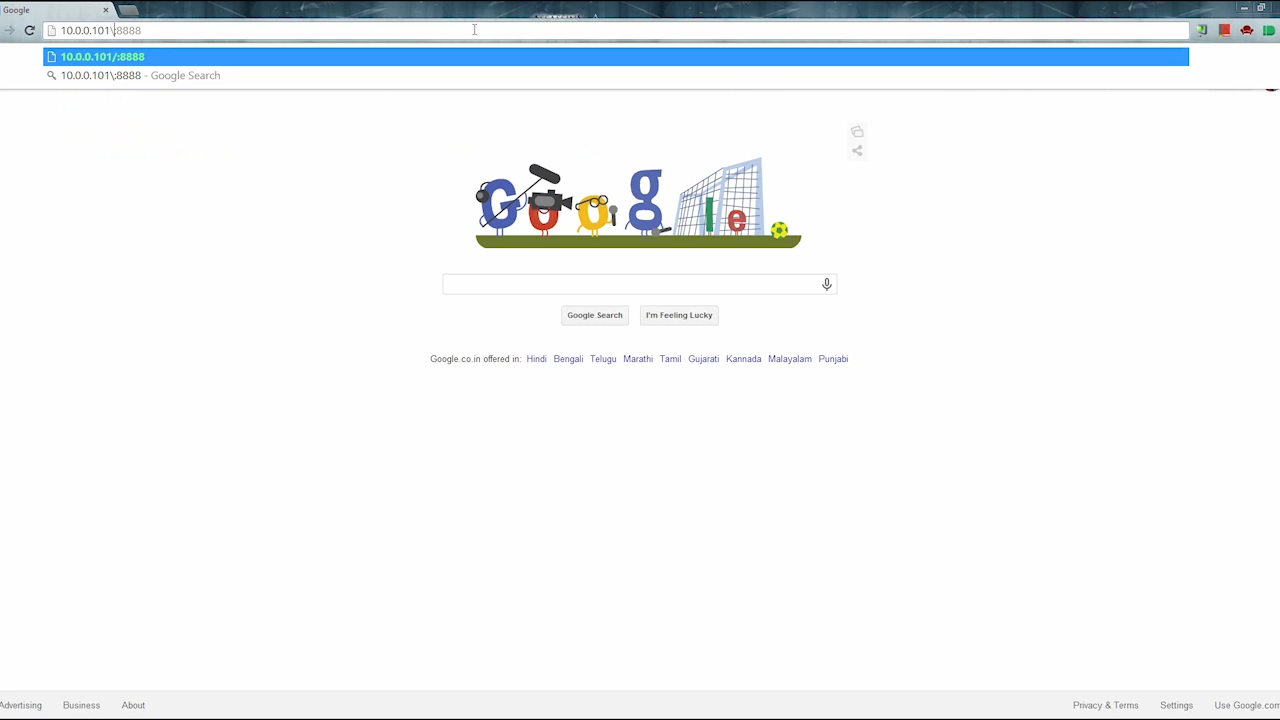 Google
10.0.0.101\:8888
10.0.0.101/:8888
10.0.0.101\:8888 - Google Search
Google
Google Search
I'm Feeling Lucky
Google.co.in offered in: Hindi Bengali Telugu Marathi Tamil Gujarati Kannada Malayalam Punjabi
Advertising Business About Privacy & Terms Settings Use Google.com